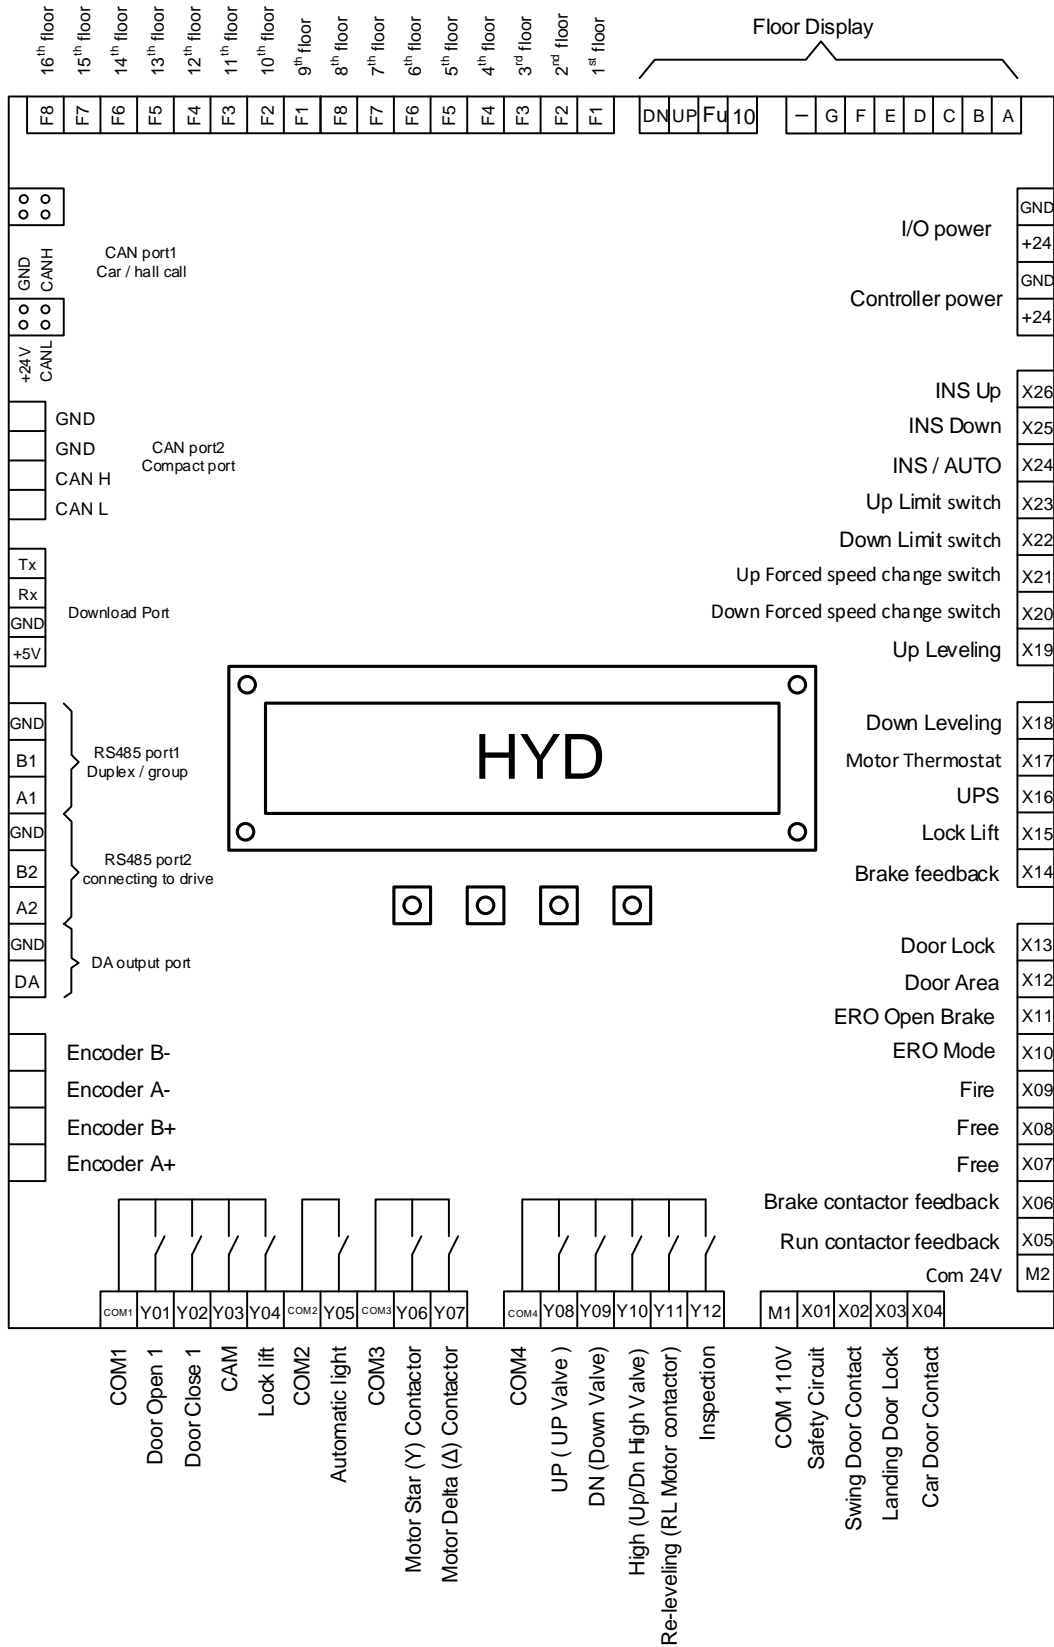 16th floor
15th floor
14th floor
13th floor
12th floor
11th floor
10th floor
9th floor
8th floor
7th floor
6th floor
5th floor
4th floor
3rd floor
2nd floor
1st floor
Floor Display
F8 F7 F6 F5 F4 F3 F2 F1 F8 F7 F6 F5 F4 F3 F2 F1
DN UP Fu 10
– G F E D C B A
GND CANH
CAN port1
Car / hall call
+24V CANL
GND
GND
CAN H
CAN L
CAN port2
Compact port
Tx
Rx
GND
+5V
Download Port
GND
B1
A1
RS485 port1
Duplex / group
GND
B2
A2
RS485 port2
connecting to drive
GND
DA
DA output port
Encoder B-
Encoder A-
Encoder B+
Encoder A+
HYD
I/O power
GND
+24
Controller power
GND
+24
INS Up X26
INS Down X25
INS / AUTO X24
Up Limit switch X23
Down Limit switch X22
Up Forced speed change switch X21
Down Forced speed change switch X20
Up Leveling X19
Down Leveling X18
Motor Thermostat X17
UPS X16
Lock Lift X15
Brake feedback X14
Door Lock X13
Door Area X12
ERO Open Brake X11
ERO Mode X10
Fire X09
Free X08
Free X07
Brake contactor feedback X06
Run contactor feedback X05
Com 24V M2
COM1 Y01 Y02 Y03 Y04 COM2 Y05 COM3 Y06 Y07
COM4 Y08 Y09 Y10 Y11 Y12
M1 X01 X02 X03 X04
COM1
Door Open 1
Door Close 1
CAM
Lock lift
COM2
Automatic light
COM3
Motor Star (Y) Contactor
Motor Delta (Δ) Contactor
COM4
UP ( UP Valve )
DN (Down Valve)
High (Up/Dn High Valve)
Re-leveling (RL Motor contactor)
Inspection
COM 110V
Safety Circuit
Swing Door Contact
Landing Door Lock
Car Door Contact